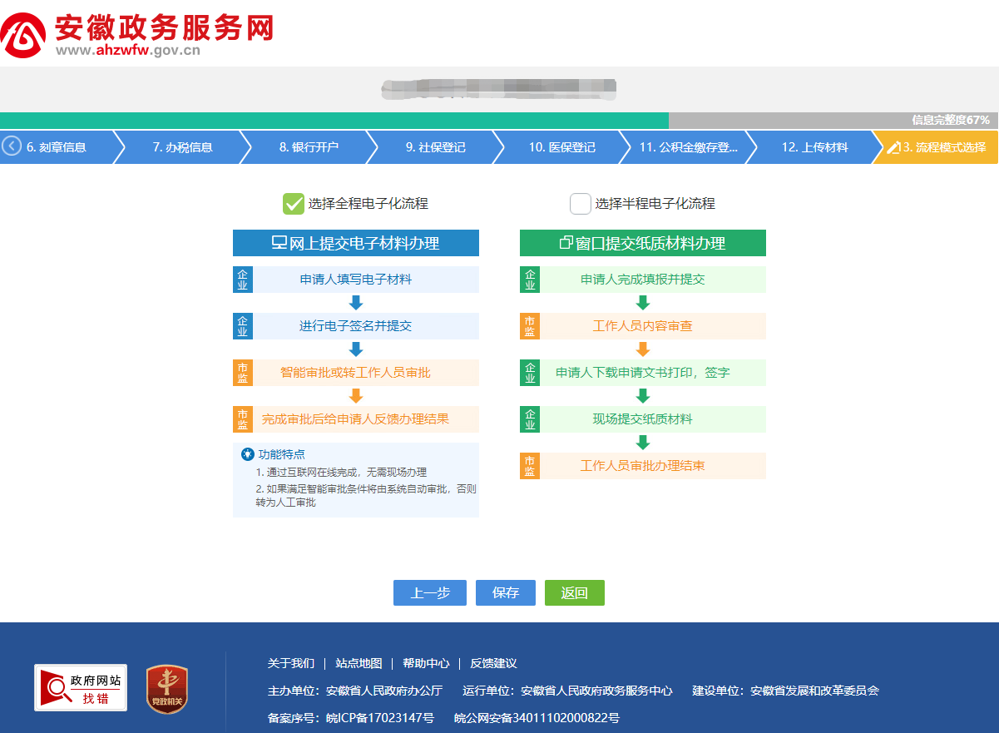 安徽政务服务网
www.ahzwfw.gov.cn
信息完整度67%
6. 刻章信息
7. 办税信息
8. 银行开户
9. 社保登记
10. 医保登记
11. 公积金缴存登...
12. 上传材料
3. 流程模式选择
选择全程电子化流程
网上提交电子材料办理
企业 申请人填写电子材料
企业 进行电子签名并提交
市监 智能审批或转工作人员审批
市监 完成审批后给申请人反馈办理结果
功能特点
1. 通过互联网在线完成，无需现场办理
2. 如果满足智能审批条件将由系统自动审批，否则
转为人工审批
选择半程电子化流程
窗口提交纸质材料办理
企业 申请人完成填报并提交
市监 工作人员内容审查
企业 申请人下载申请文书打印，签字
企业 现场提交纸质材料
市监 工作人员审批办理结束
上一步
保存
返回
政府网站
找错
党政机关
关于我们 | 站点地图 | 帮助中心 | 反馈建议
主办单位：安徽省人民政府办公厅 运行单位：安徽省人民政府政务服务中心 建设单位：安徽省发展和改革委员会
备案序号：皖ICP备17023147号 皖公网安备34011102000822号